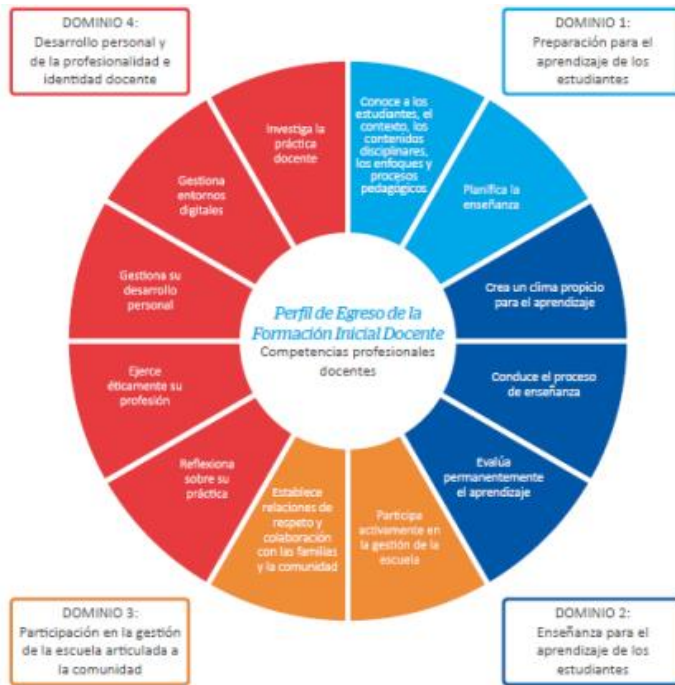 DOMINIO 4:
Desarrollo personal y
de la profesionalidad e
identidad docente
DOMINIO 1:
Preparación para el
aprendizaje de los
estudiantes
Investiga la
práctica
docente
Conoce a los
estudiantes, el
contexto, los
contenidos
disciplinares,
los enfoques y
procesos
pedagógicos
Gestiona
entornos
digitales
Planifica la
enseñanza
Gestiona su
desarrollo
personal
Crea un clima propicio
para el aprendizaje
Perfil de Egreso de la
Formación Inicial Docente
Competencias profesionales
docentes
Ejerce
éticamente su
profesión
Conduce el proceso
de enseñanza
Reflexiona
sobre su
práctica
Evalúa
permanentemente
el aprendizaje
Establece
relaciones de
respeto y
colaboración
con las familias
y la comunidad
Participa
activamente en
la gestión de la
escuela
DOMINIO 3:
Participación en la gestión
de la escuela articulada a
la comunidad
DOMINIO 2:
Enseñanza para el
aprendizaje de los
estudiantes